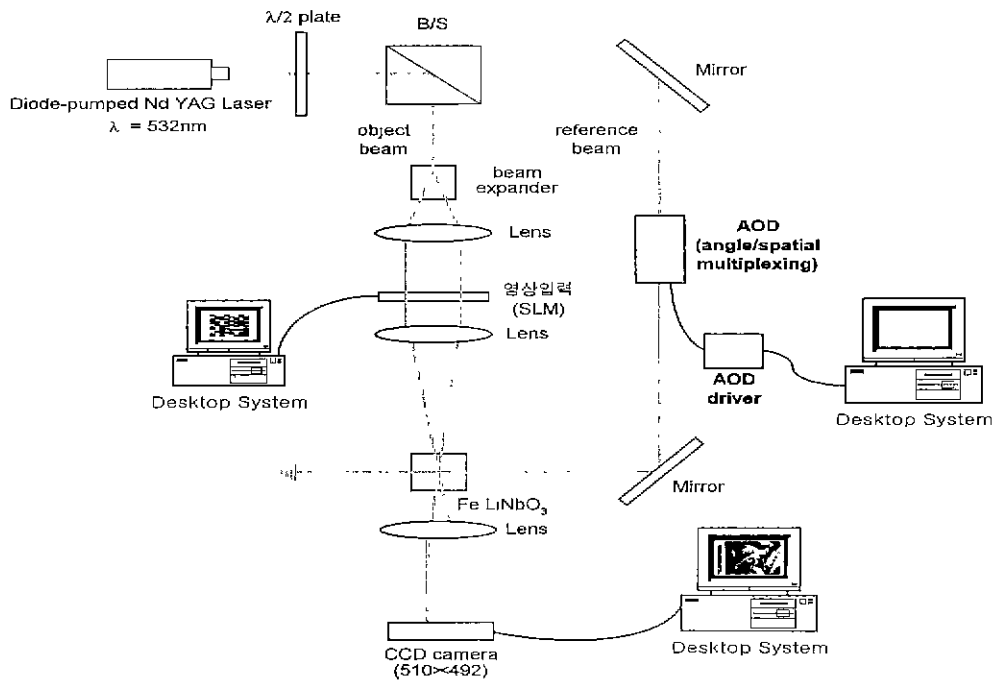 λ/2 plate
B/S
Mirror
Diode-pumped Nd YAG Laser
λ = 532nm
object
beam
reference
beam
beam
expander
Lens
AOD
(angle/spatial
multiplexing)
영상입력
(SLM)
Lens
Desktop System
AOD
driver
Desktop System
Fe LiNbO₃
Mirror
Lens
CCD camera
(510×492)
Desktop System